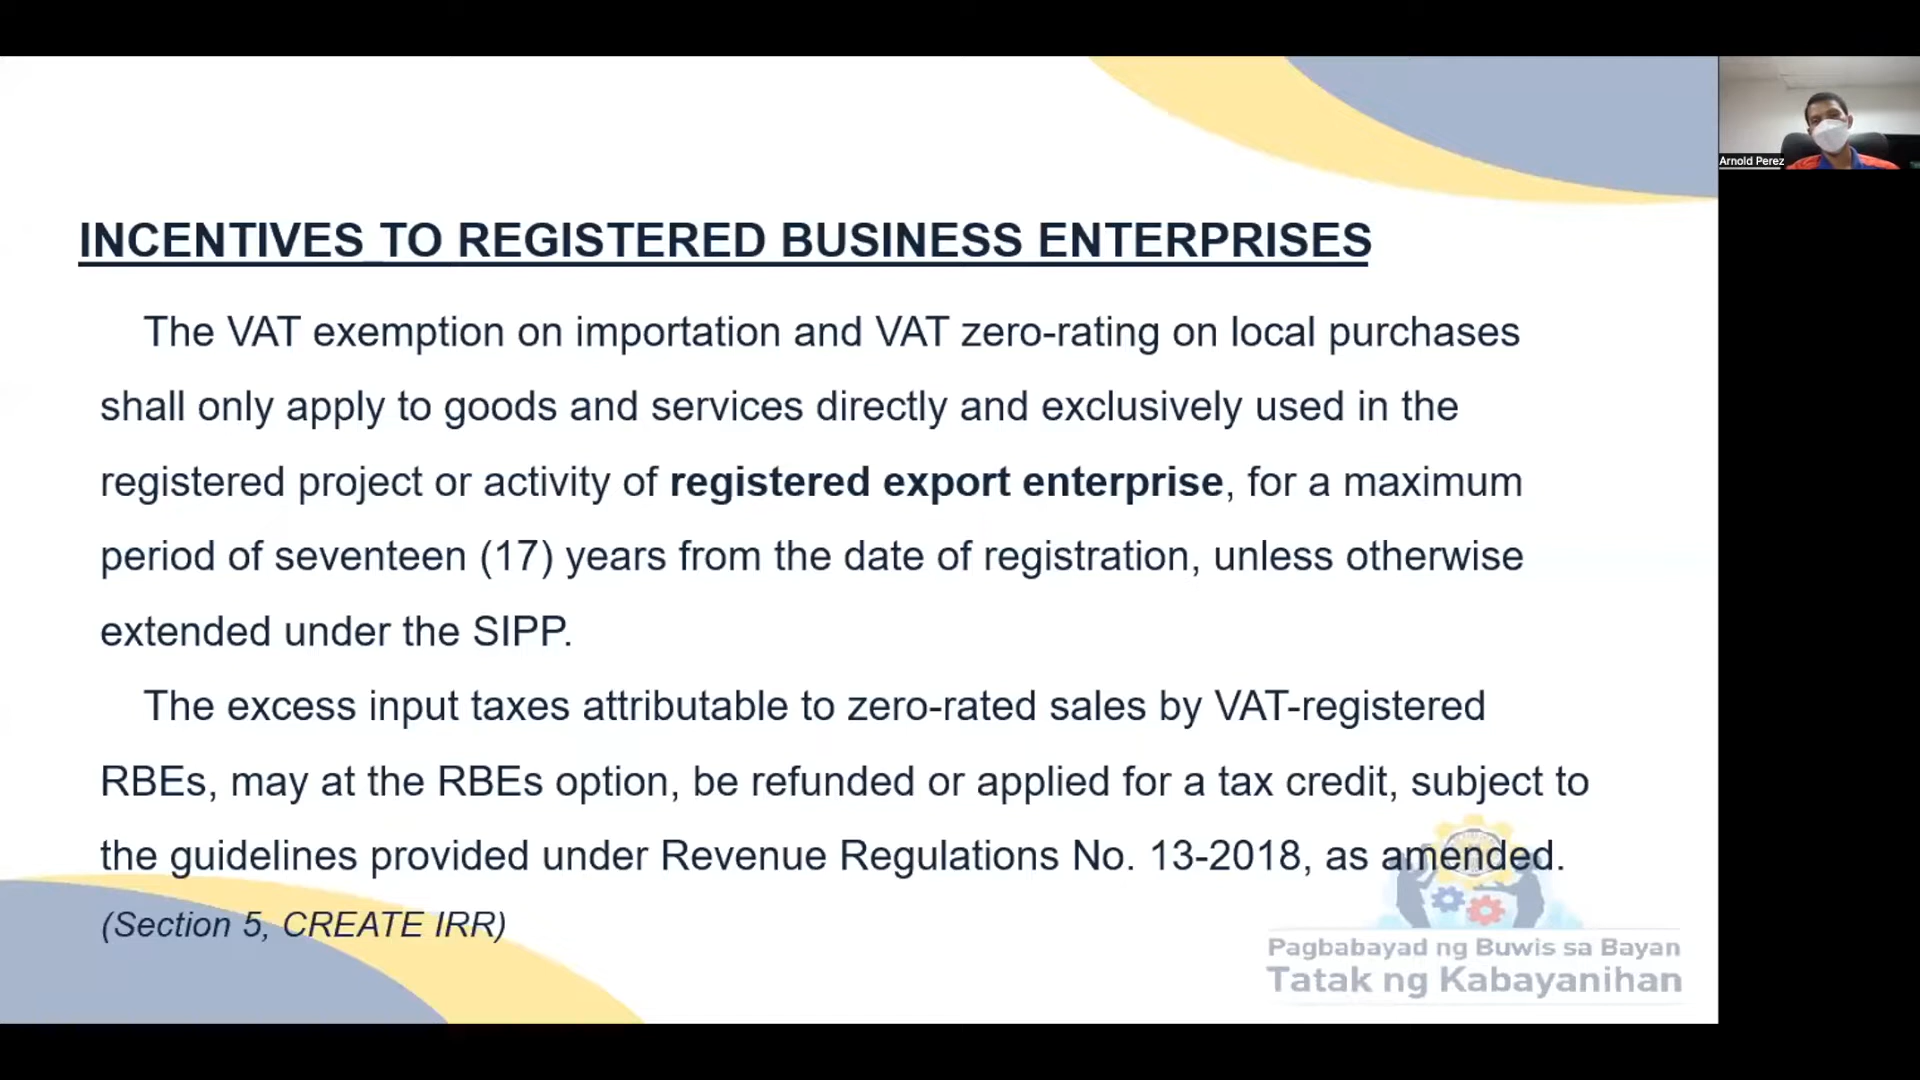 INCENTIVES TO REGISTERED BUSINESS ENTERPRISES
Arnold Perez
The VAT exemption on importation and VAT zero-rating on local purchases
shall only apply to goods and services directly and exclusively used in the
registered project or activity of registered export enterprise, for a maximum
period of seventeen (17) years from the date of registration, unless otherwise
extended under the SIPP.
The excess input taxes attributable to zero-rated sales by VAT-registered
RBEs, may at the RBEs option, be refunded or applied for a tax credit, subject to
the guidelines provided under Revenue Regulations No. 13-2018, as amended.
(Section 5, CREATE IRR)
Pagbabayad ng Buwis sa Bayan
Tatak ng Kabayanihan